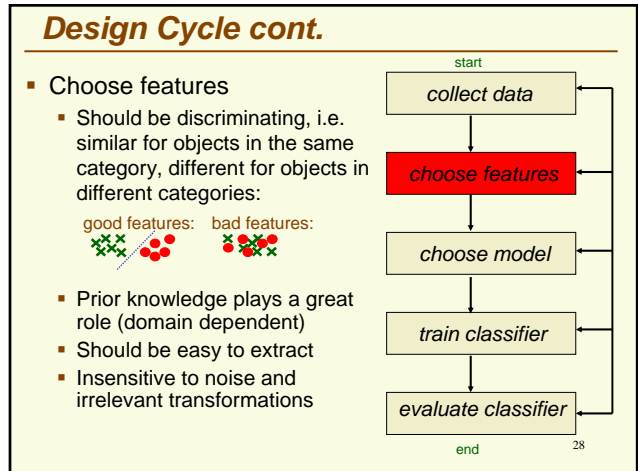 Design Cycle cont.
▪ Choose features
▪ Should be discriminating, i.e.
similar for objects in the same
category, different for objects in
different categories:
good features: bad features:
▪ Prior knowledge plays a great
role (domain dependent)
▪ Should be easy to extract
▪ Insensitive to noise and
irrelevant transformations
start
collect data
choose features
choose model
train classifier
evaluate classifier
end
28